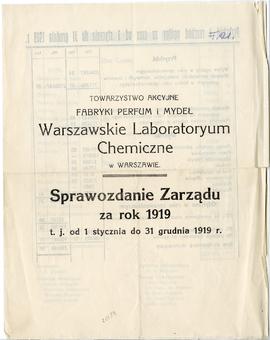 TOWARZYSTWO AKCYJNE
FABRYKI PERFUM i MYDEŁ
Warszawskie Laboratoryum
Chemiczne
w WARSZAWIE.
Sprawozdanie Zarządu
za rok 1919
t. j. od 1 stycznia do 31 grudnia 1919 r.